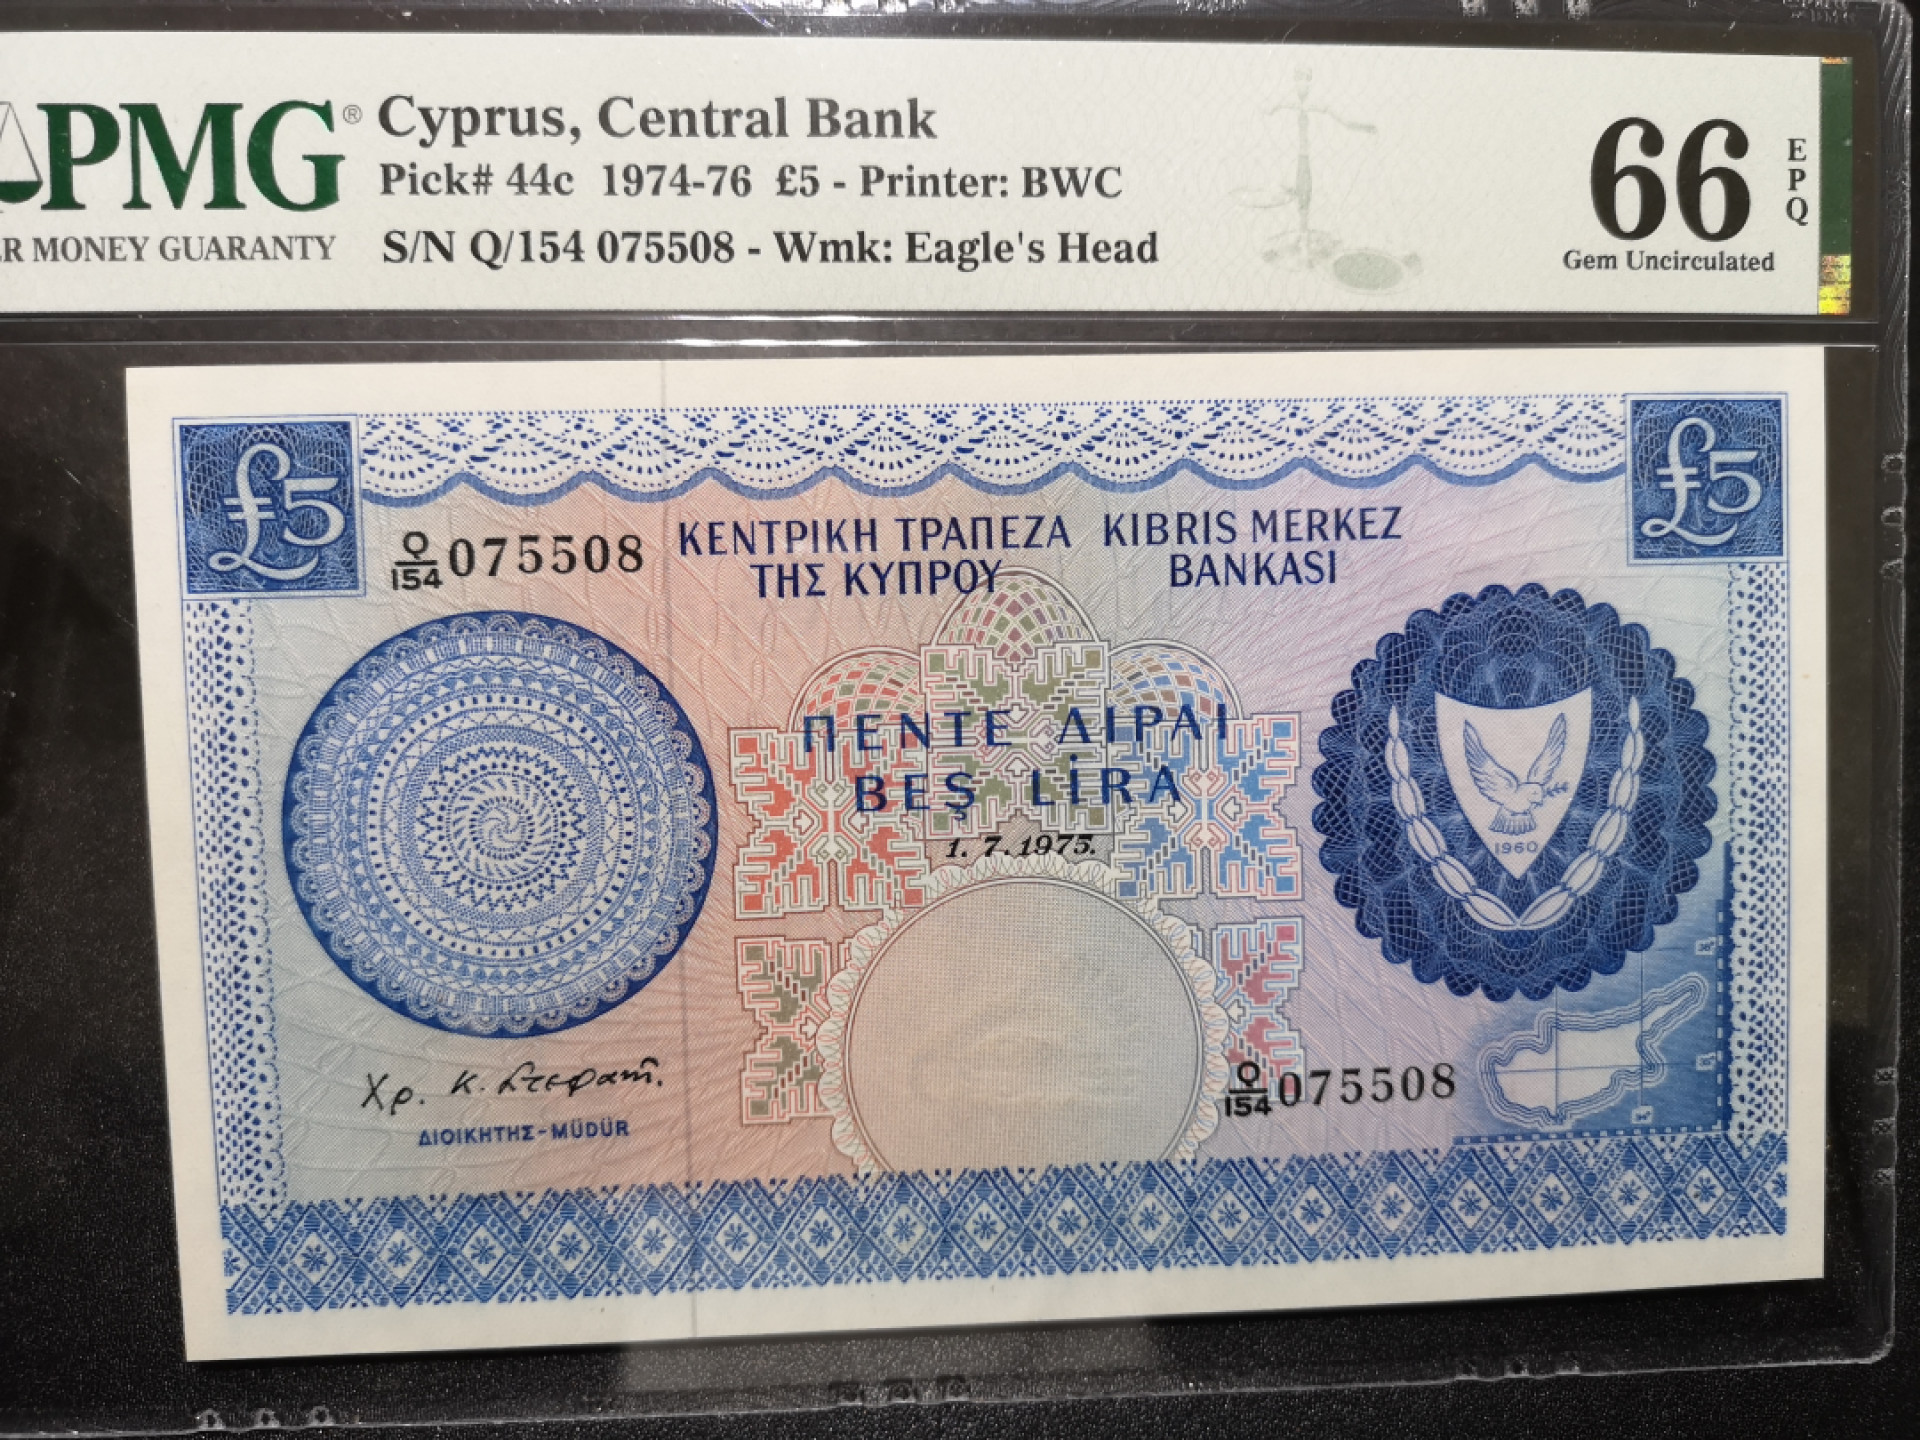 PMG®
R MONEY GUARANTY
Cyprus, Central Bank
Pick# 44c 1974-76 £5 - Printer: BWC
S/N Q/154 075508 - Wmk: Eagle's Head
66
EPQ
Gem Uncirculated
£5
£5
Q/154 075508
ΚΕΝΤΡΙΚΗ ΤΡΑΠΕΖΑ
ΤΗΣ ΚΥΠΡΟΥ
KIBRIS MERKEZ
BANKASI
ΠΕΝΤΕ ΛΙΡΑΙ
BEŞ LİRA
1. 7. 1975.
1960
Χρ. Κ. Στεφανῆ.
ΔΙΟΙΚΗΤΗΣ-MÜDÜR
Q/154 075508